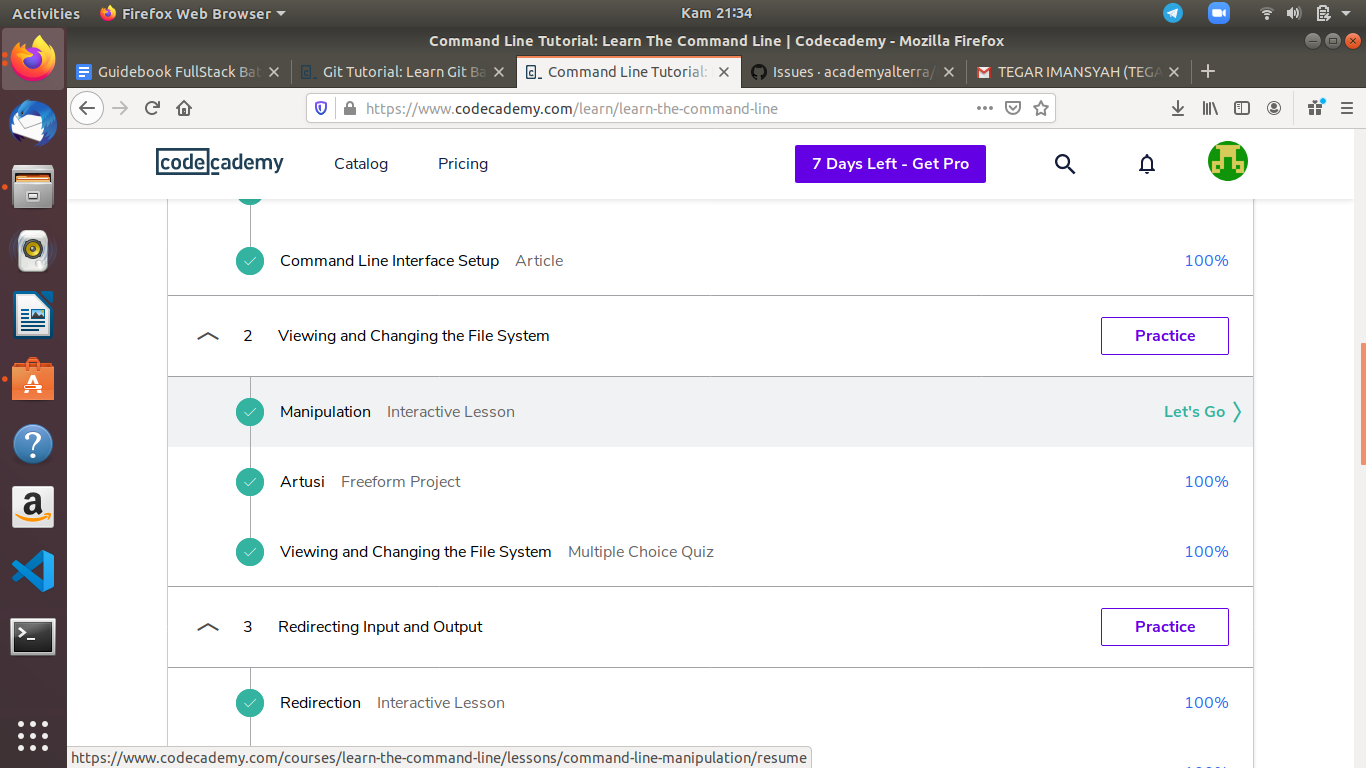 Activities Firefox Web Browser Kam 21:34
Command Line Tutorial: Learn The Command Line | Codecademy - Mozilla Firefox
Guidebook FullStack Bat Git Tutorial: Learn Git Ba Command Line Tutorial: Issues · academyalterra/ TEGAR IMANSYAH (TEGA
https://www.codecademy.com/learn/learn-the-command-line
codecademy Catalog Pricing 7 Days Left - Get Pro
Command Line Interface Setup Article 100%
2 Viewing and Changing the File System Practice
Manipulation Interactive Lesson Let's Go
Artusi Freeform Project 100%
Viewing and Changing the File System Multiple Choice Quiz 100%
3 Redirecting Input and Output Practice
Redirection Interactive Lesson 100%
https://www.codecademy.com/courses/learn-the-command-line/lessons/command-line-manipulation/resume